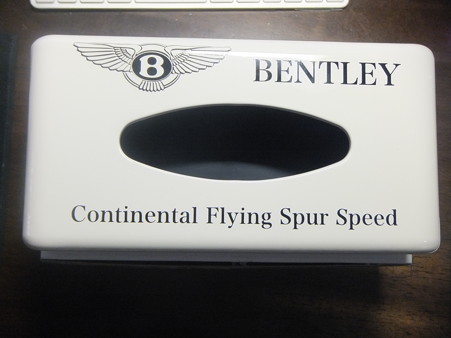 B BENTLEY
Continental Flying Spur Speed